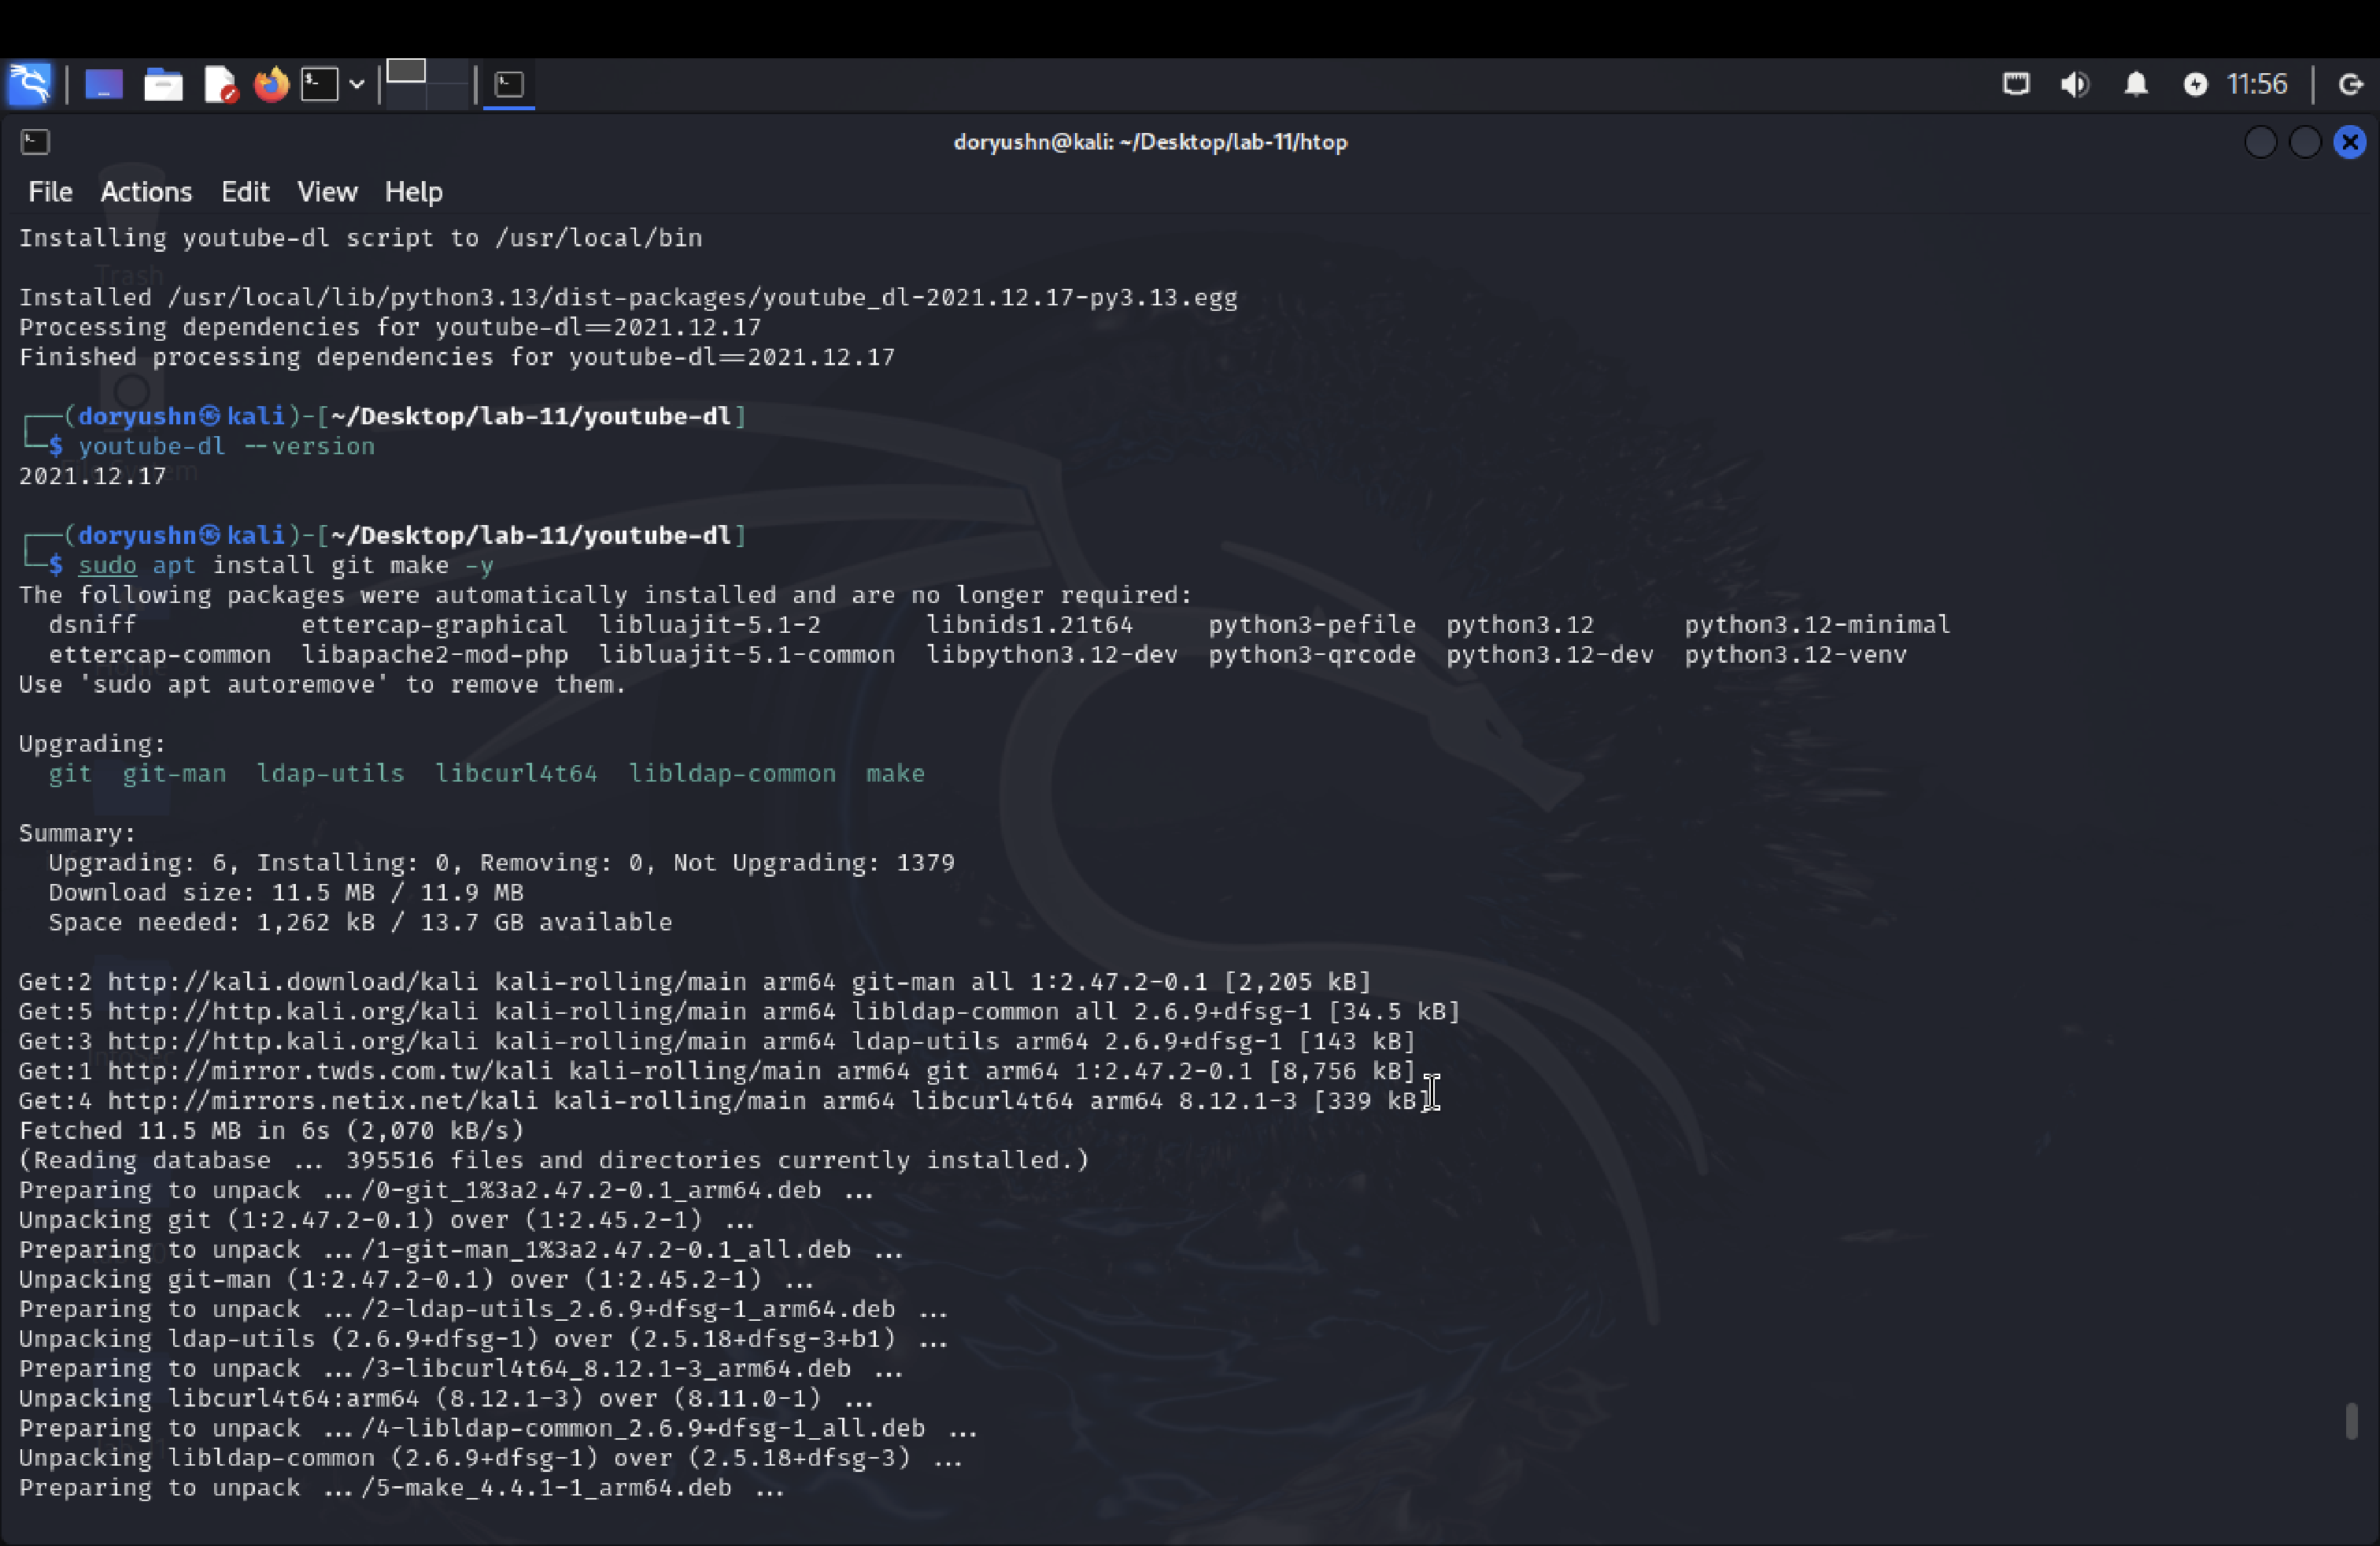 11:56
doryushn@kali: ~/Desktop/lab-11/htop
File Actions Edit View Help
Installing youtube-dl script to /usr/local/bin
Trash
Installed /usr/local/lib/python3.13/dist-packages/youtube_dl-2021.12.17-py3.13.egg
Processing dependencies for youtube-dl==2021.12.17
Finished processing dependencies for youtube-dl==2021.12.17
┌──(doryushn㉿kali)-[~/Desktop/lab-11/youtube-dl]
└─$ youtube-dl --version
2021.12.17
┌──(doryushn㉿kali)-[~/Desktop/lab-11/youtube-dl]
└─$ sudo apt install git make -y
The following packages were automatically installed and are no longer required:
dsniff ettercap-graphical libluajit-5.1-2 libnids1.21t64 python3-pefile python3.12 python3.12-minimal
ettercap-common libapache2-mod-php libluajit-5.1-common libpython3.12-dev python3-qrcode python3.12-dev python3.12-venv
Use 'sudo apt autoremove' to remove them.
Upgrading:
git git-man ldap-utils libcurl4t64 libldap-common make
Summary:
Upgrading: 6, Installing: 0, Removing: 0, Not Upgrading: 1379
Download size: 11.5 MB / 11.9 MB
Space needed: 1,262 kB / 13.7 GB available
Get:2 http://kali.download/kali kali-rolling/main arm64 git-man all 1:2.47.2-0.1 [2,205 kB]
Get:5 http://http.kali.org/kali kali-rolling/main arm64 libldap-common all 2.6.9+dfsg-1 [34.5 kB]
Get:3 http://http.kali.org/kali kali-rolling/main arm64 ldap-utils arm64 2.6.9+dfsg-1 [143 kB]
Get:1 http://mirror.twds.com.tw/kali kali-rolling/main arm64 git arm64 1:2.47.2-0.1 [8,756 kB]
Get:4 http://mirrors.netix.net/kali kali-rolling/main arm64 libcurl4t64 arm64 8.12.1-3 [339 kB]
Fetched 11.5 MB in 6s (2,070 kB/s)
(Reading database ... 395516 files and directories currently installed.)
Preparing to unpack .../0-git_1%3a2.47.2-0.1_arm64.deb ...
Unpacking git (1:2.47.2-0.1) over (1:2.45.2-1) ...
Preparing to unpack .../1-git-man_1%3a2.47.2-0.1_all.deb ...
Unpacking git-man (1:2.47.2-0.1) over (1:2.45.2-1) ...
Preparing to unpack .../2-ldap-utils_2.6.9+dfsg-1_arm64.deb ...
Unpacking ldap-utils (2.6.9+dfsg-1) over (2.5.18+dfsg-3+b1) ...
Preparing to unpack .../3-libcurl4t64_8.12.1-3_arm64.deb ...
Unpacking libcurl4t64:arm64 (8.12.1-3) over (8.11.0-1) ...
Preparing to unpack .../4-libldap-common_2.6.9+dfsg-1_all.deb ...
Unpacking libldap-common (2.6.9+dfsg-1) over (2.5.18+dfsg-3) ...
Preparing to unpack .../5-make_4.4.1-1_arm64.deb ...